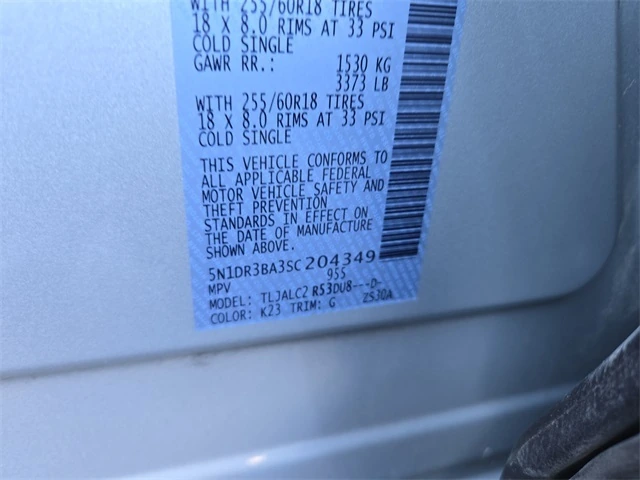 WITH 255/60R18 TIRES
18 X 8.0 RIMS AT 33 PSI
COLD SINGLE
GAWR RR.: 1530 KG
3373 LB
WITH 255/60R18 TIRES
18 X 8.0 RIMS AT 33 PSI
COLD SINGLE
THIS VEHICLE CONFORMS TO
ALL APPLICABLE FEDERAL
MOTOR VEHICLE SAFETY AND
THEFT PREVENTION
STANDARDS IN EFFECT ON
THE DATE OF MANUFACTURE
SHOWN ABOVE.
5N1DR3BA3SC204349
MPV 955
MODEL: TLJALC2 R53DU8---D-
COLOR: K23 TRIM: G ZS30A